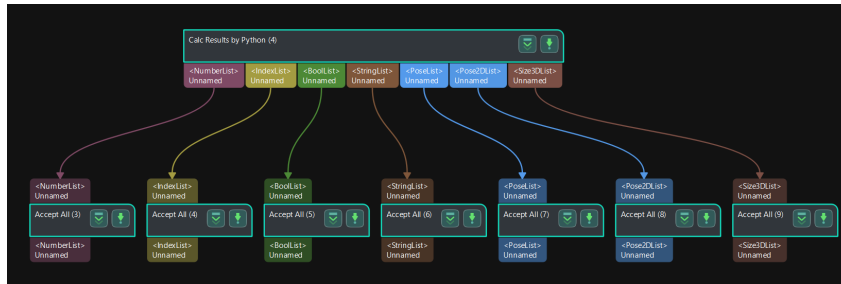 Calc Results by Python (4)
<NumberList> <IndexList> <BoolList> <StringList> <PoseList> <Pose2DList> <Size3DList>
Unnamed Unnamed Unnamed Unnamed Unnamed Unnamed Unnamed
<NumberList> <IndexList> <BoolList> <StringList> <PoseList> <Pose2DList> <Size3DList>
Unnamed Unnamed Unnamed Unnamed Unnamed Unnamed Unnamed
Accept All (3) Accept All (4) Accept All (5) Accept All (6) Accept All (7) Accept All (8) Accept All (9)
<NumberList> <IndexList> <BoolList> <StringList> <PoseList> <Pose2DList> <Size3DList>
Unnamed Unnamed Unnamed Unnamed Unnamed Unnamed Unnamed